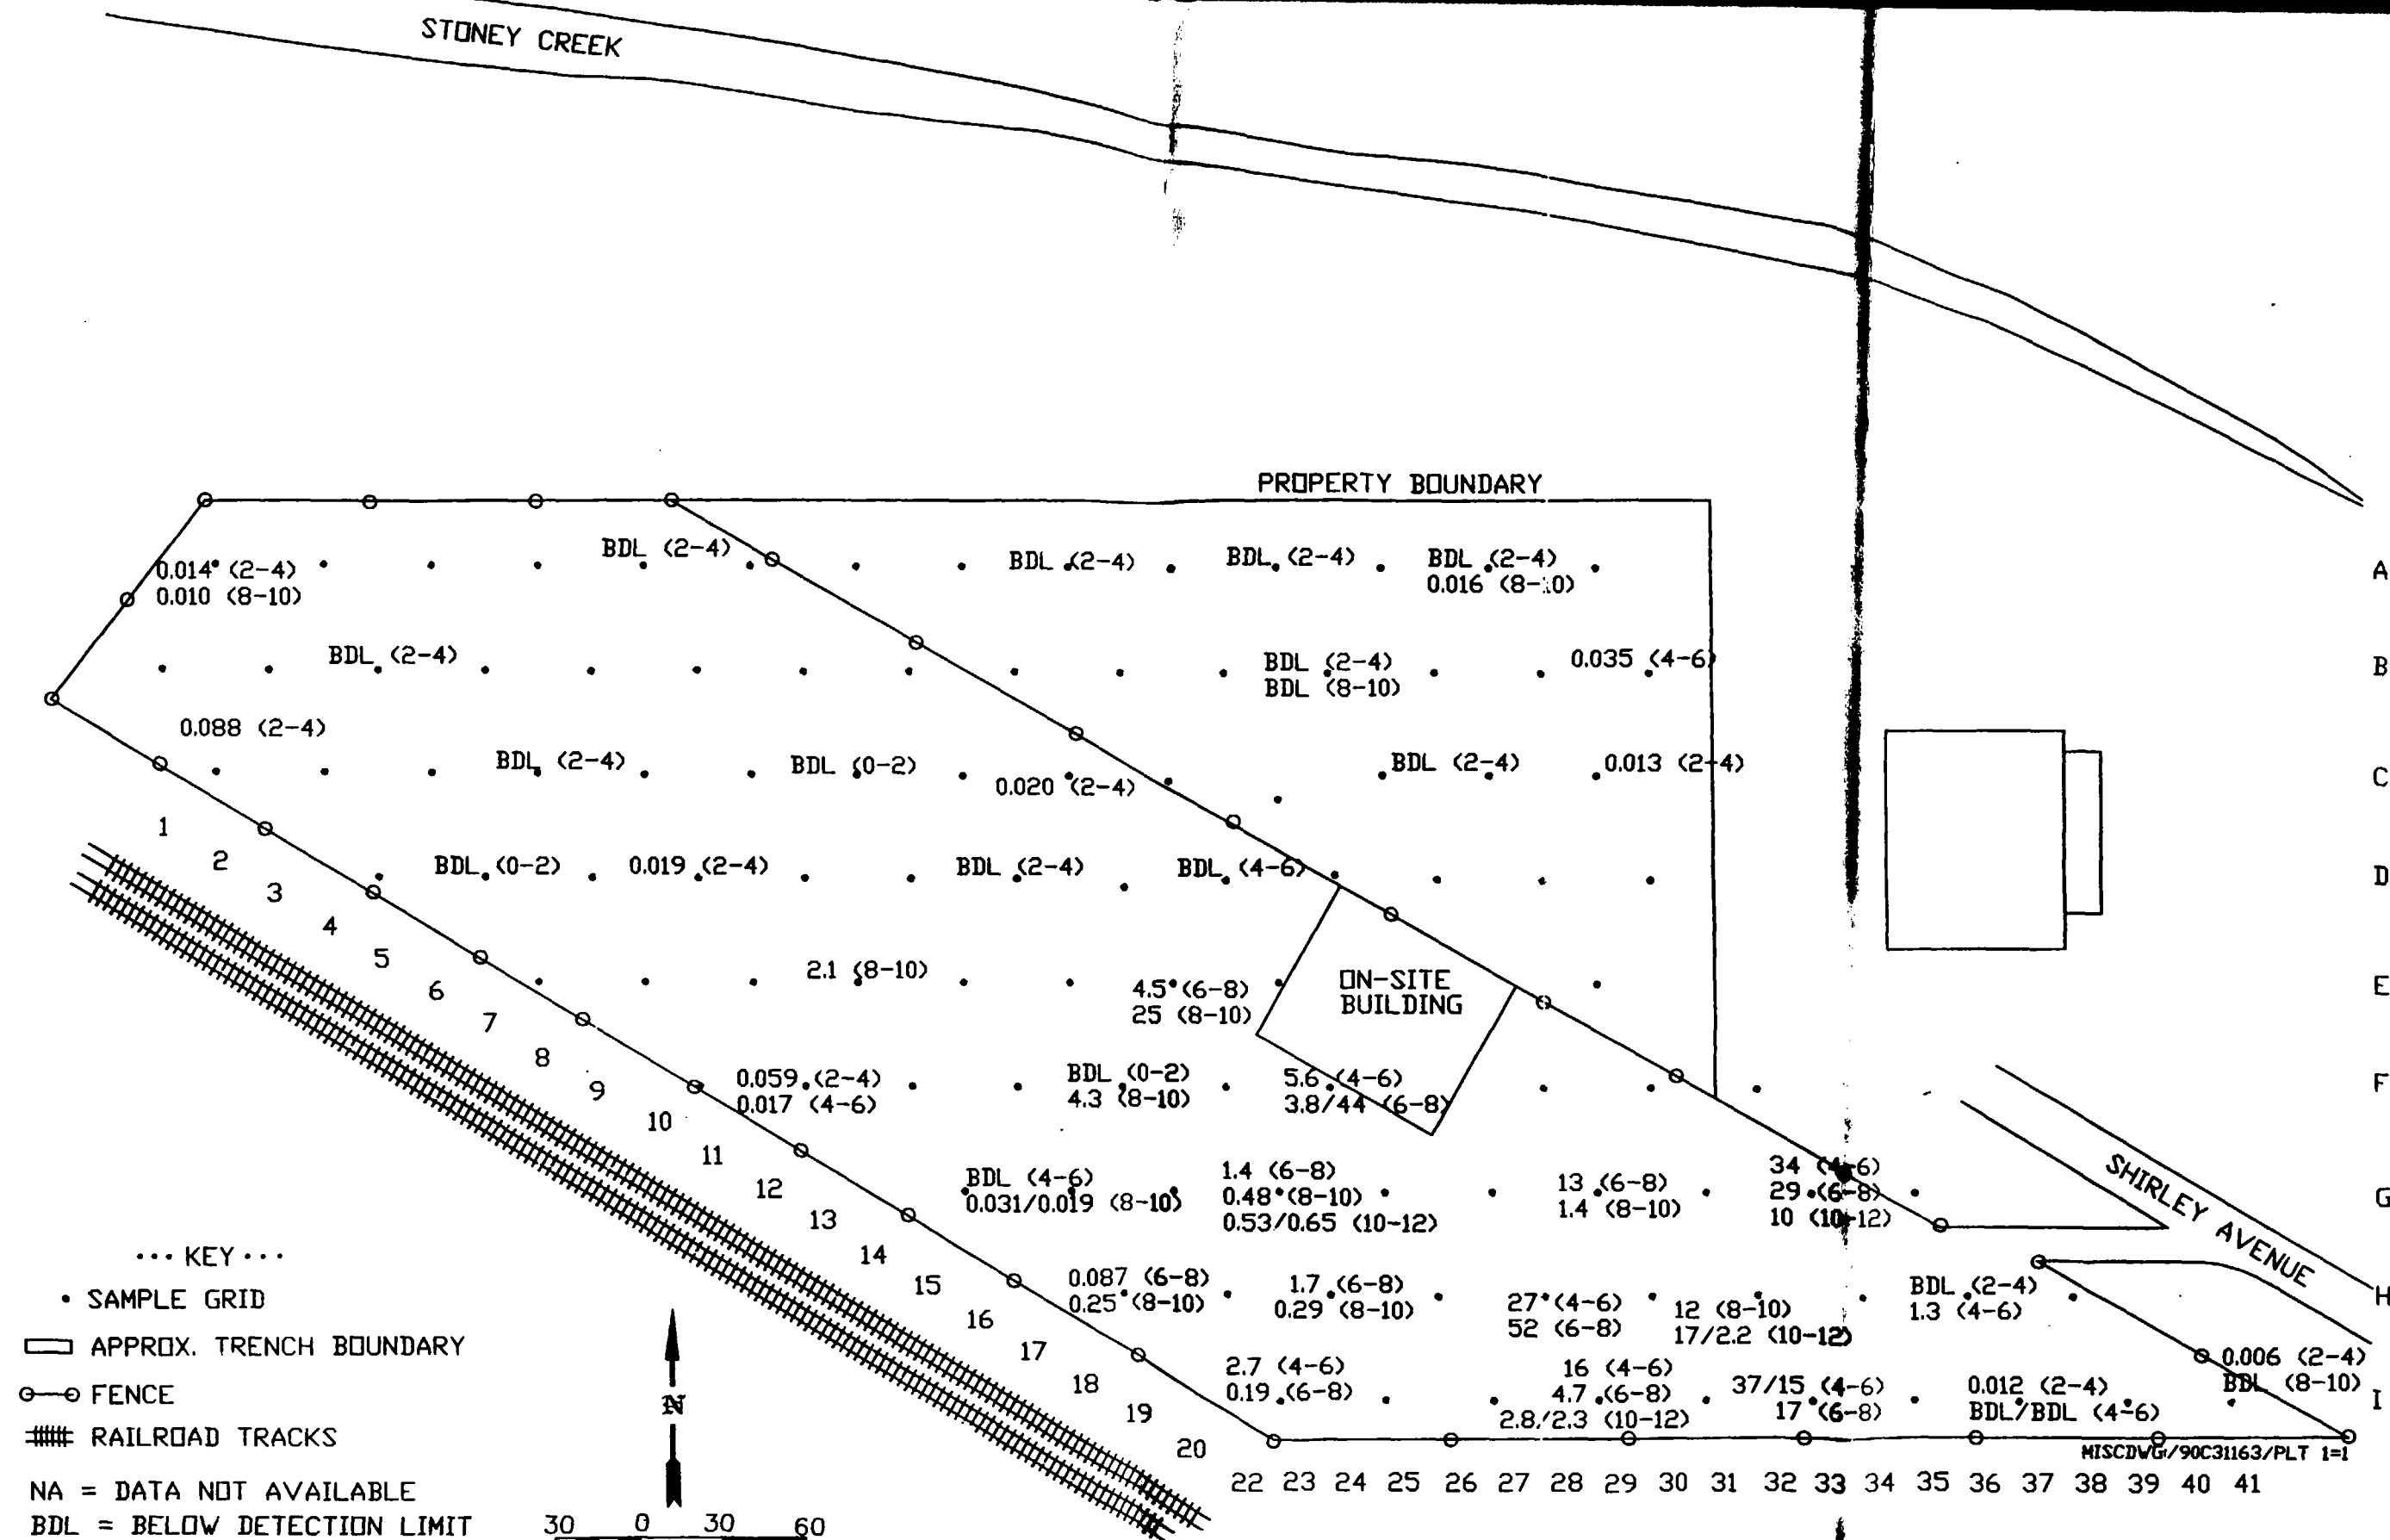 STONEY CREEK
PROPERTY BOUNDARY
BDL (2-4)
BDL (2-4)
BDL (2-4)
BDL (2-4)
0.016 (8-10)
0.014 (2-4)
0.010 (8-10)
A
BDL (2-4)
BDL (2-4)
BDL (8-10)
0.035 (4-6)
B
0.088 (2-4)
BDL (2-4)
BDL (0-2)
0.020 (2-4)
BDL (2-4)
0.013 (2-4)
C
BDL (0-2)
0.019 (2-4)
BDL (2-4)
BDL (4-6)
D
2.1 (8-10)
4.5 (6-8)
25 (8-10)
ON-SITE
BUILDING
E
0.059 (2-4)
0.017 (4-6)
BDL (0-2)
4.3 (8-10)
5.6 (4-6)
3.8/44 (6-8)
F
BDL (4-6)
0.031/0.019 (8-10)
1.4 (6-8)
0.48 (8-10)
0.53/0.65 (10-12)
13 (6-8)
1.4 (8-10)
34 (4-6)
29 (6-8)
10 (10-12)
G
SHIRLEY AVENUE
0.087 (6-8)
0.25 (8-10)
1.7 (6-8)
0.29 (8-10)
27 (4-6)
52 (6-8)
12 (8-10)
17/2.2 (10-12)
BDL (2-4)
1.3 (4-6)
H
2.7 (4-6)
0.19 (6-8)
16 (4-6)
4.7 (6-8)
2.8/2.3 (10-12)
37/15 (4-6)
17 (6-8)
0.012 (2-4)
BDL/BDL (4-6)
0.006 (2-4)
BDL (8-10)
I
MISCDWG/90C31163/PLT 1=1
1
2
3
4
5
6
7
8
9
10
11
12
13
14
15
16
17
18
19
20
22 23 24 25 26 27 28 29 30 31 32 33 34 35 36 37 38 39 40 41
··· KEY ···
SAMPLE GRID
APPROX. TRENCH BOUNDARY
FENCE
RAILROAD TRACKS
NA = DATA NOT AVAILABLE
BDL = BELOW DETECTION LIMIT
N
30 0 30 60